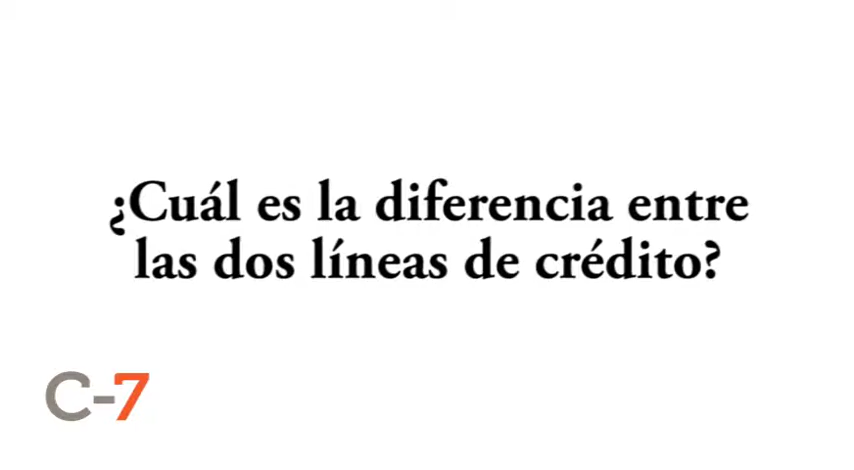 ¿Cuál es la diferencia entre
las dos líneas de crédito?
C-7